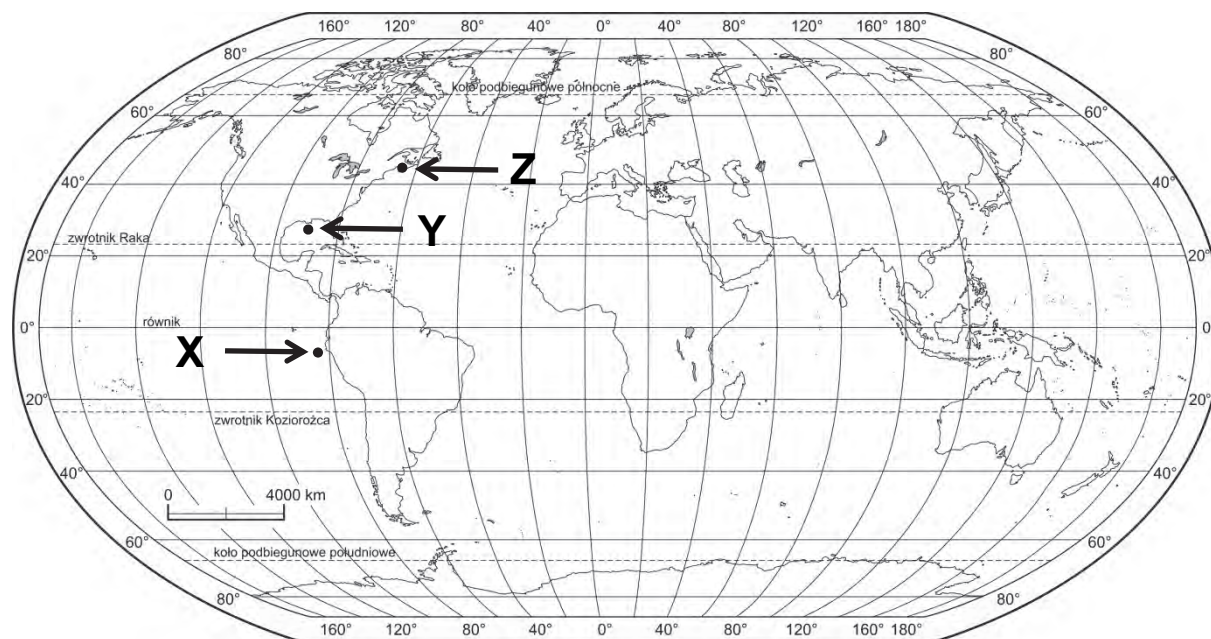 160° 120° 80° 40° 0° 40° 80° 120° 160° 180°
80° 80°
koło podbiegunowe północne
60° 60°
Z
40° 40°
Y
zwrotnik Raka
20° 20°
równik
0° 0°
X
20° 20°
zwrotnik Koziorożca
40° 40°
0 4000 km
60° 60°
koło podbiegunowe południowe
80° 80°
160° 120° 80° 40° 0° 40° 80° 120° 160° 180°